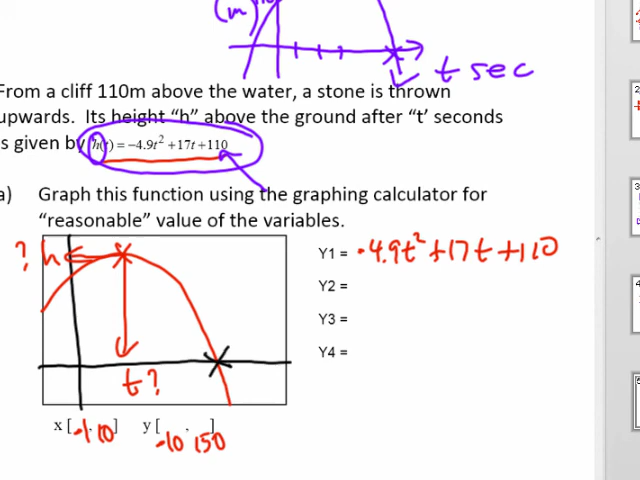 (m)
t sec
From a cliff 110m above the water, a stone is thrown
upwards. Its height "h" above the ground after "t' seconds
is given by h(t) = −4.9t² +17t +110
a) Graph this function using the graphing calculator for
"reasonable" value of the variables.
? h
Y1 = -4.9t² +17t +110
Y2 =
Y3 =
Y4 =
t?
x [-1, 10] y [-10, 150]